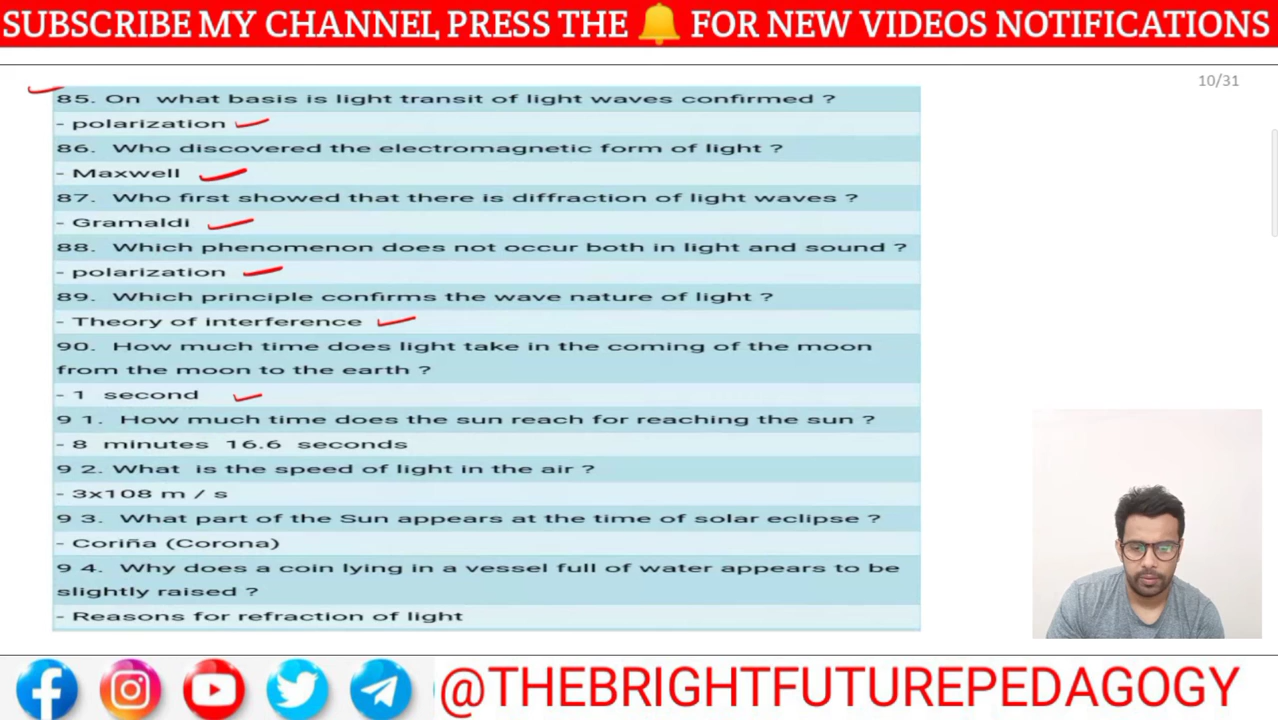 SUBSCRIBE MY CHANNEL PRESS THE 🔔 FOR NEW VIDEOS NOTIFICATIONS
10/31
85. On what basis is light transit of light waves confirmed ?
- polarization
86. Who discovered the electromagnetic form of light ?
- Maxwell
87. Who first showed that there is diffraction of light waves ?
- Gramaldi
88. Which phenomenon does not occur both in light and sound ?
- polarization
89. Which principle confirms the wave nature of light ?
- Theory of interference
90. How much time does light take in the coming of the moon
from the moon to the earth ?
- 1 second
9 1. How much time does the sun reach for reaching the sun ?
- 8 minutes 16.6 seconds
9 2. What is the speed of light in the air ?
- 3x108 m / s
9 3. What part of the Sun appears at the time of solar eclipse ?
- Coriña (Corona)
9 4. Why does a coin lying in a vessel full of water appears to be
slightly raised ?
- Reasons for refraction of light
@THEBRIGHTFUTUREPEDAGOGY